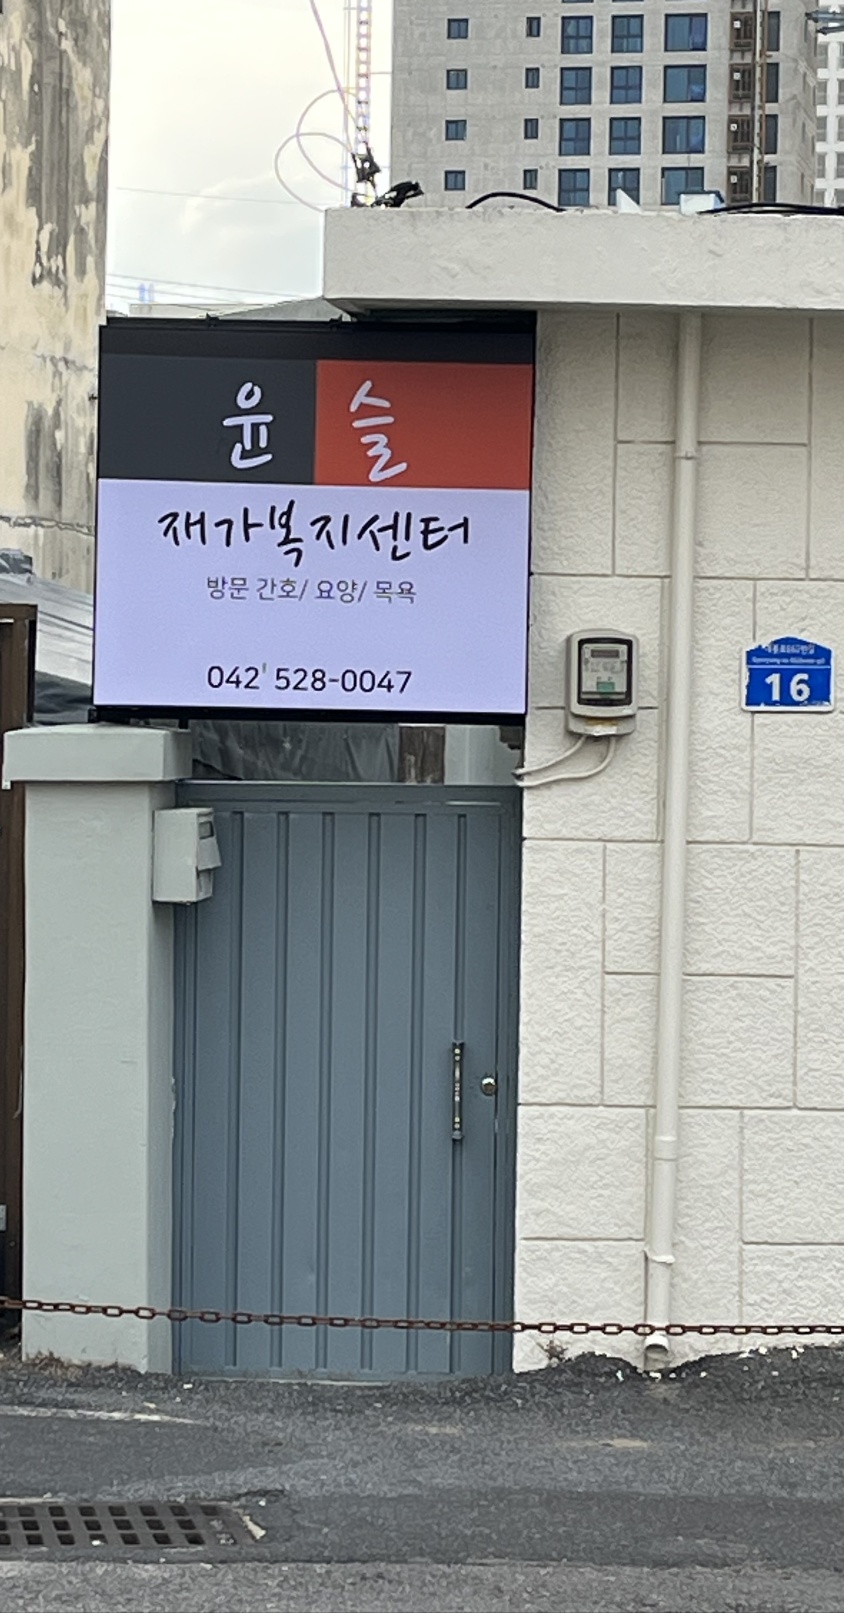 윤슬
재가복지센터
방문 간호/ 요양/ 목욕
042' 528-0047
16